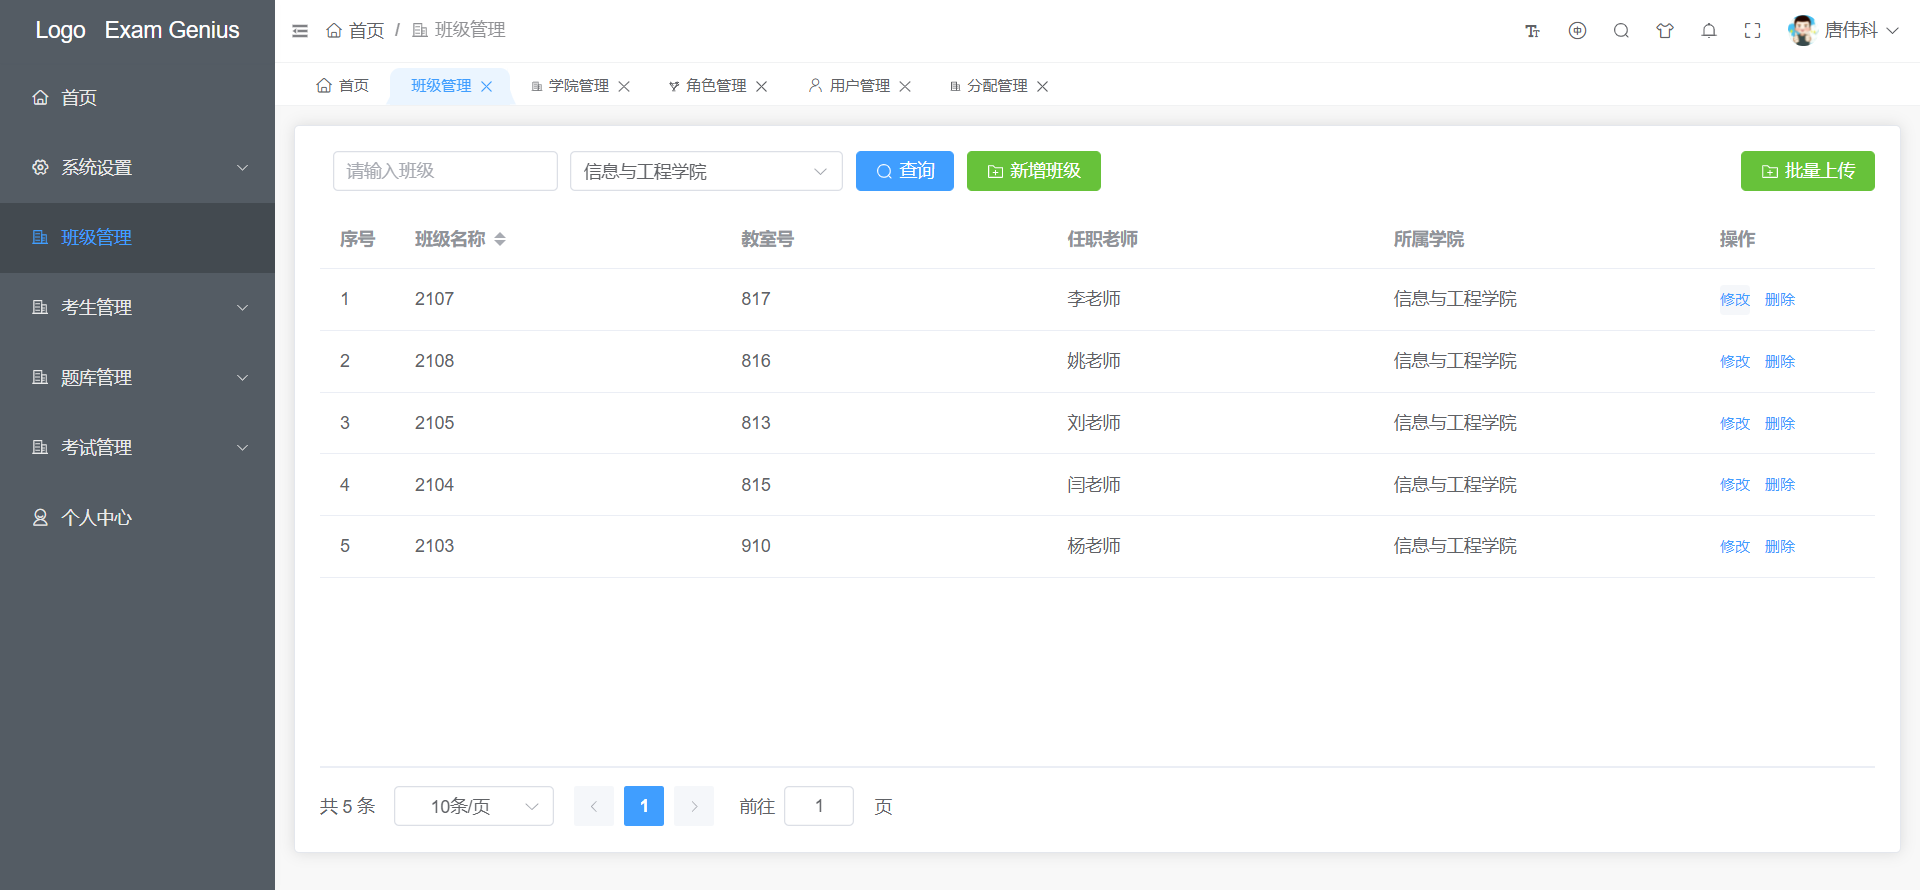 Logo Exam Genius
首页
系统设置
班级管理
考生管理
题库管理
考试管理
个人中心
首页 / 班级管理
唐伟科
首页 班级管理 学院管理 角色管理 用户管理 分配管理
请输入班级 信息与工程学院 查询 新增班级 批量上传
序号 班级名称 教室号 任职老师 所属学院 操作
1 2107 817 李老师 信息与工程学院 修改 删除
2 2108 816 姚老师 信息与工程学院 修改 删除
3 2105 813 刘老师 信息与工程学院 修改 删除
4 2104 815 闫老师 信息与工程学院 修改 删除
5 2103 910 杨老师 信息与工程学院 修改 删除
共 5 条 10条/页 1 前往 1 页